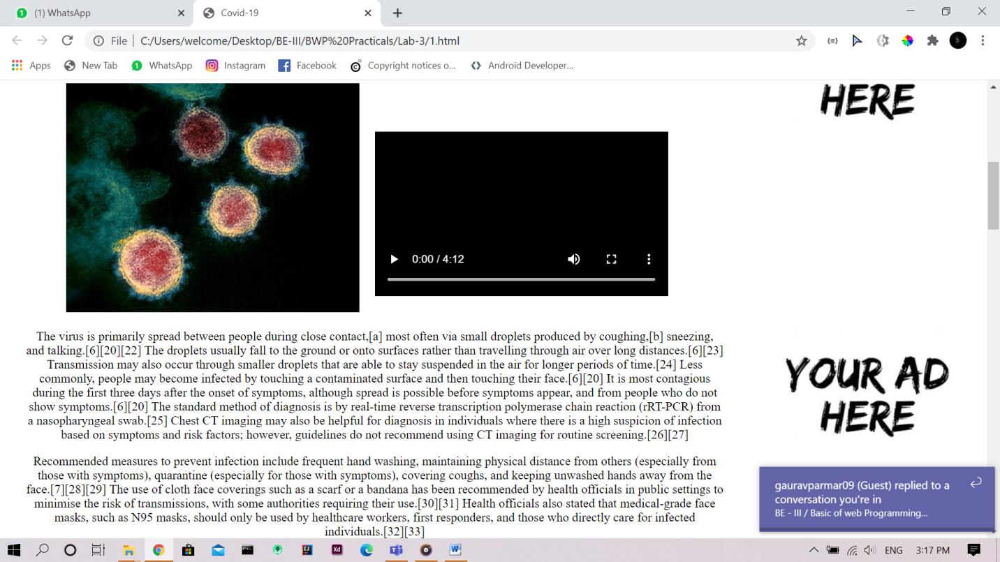 (1) WhatsApp
Covid-19
File
C:/Users/welcome/Desktop/BE-III/BWP%20Practicals/Lab-3/1.html
Apps
New Tab
WhatsApp
Instagram
Facebook
Copyright notices o...
Android Developer...
HERE
0:00 / 4:12
The virus is primarily spread between people during close contact,[a] most often via small droplets produced by coughing,[b] sneezing,
and talking.[6][20][22] The droplets usually fall to the ground or onto surfaces rather than travelling through air over long distances.[6][23]
Transmission may also occur through smaller droplets that are able to stay suspended in the air for longer periods of time.[24] Less
commonly, people may become infected by touching a contaminated surface and then touching their face.[6][20] It is most contagious
during the first three days after the onset of symptoms, although spread is possible before symptoms appear, and from people who do not
show symptoms.[6][20] The standard method of diagnosis is by real-time reverse transcription polymerase chain reaction (rRT-PCR) from
a nasopharyngeal swab.[25] Chest CT imaging may also be helpful for diagnosis in individuals where there is a high suspicion of infection
based on symptoms and risk factors; however, guidelines do not recommend using CT imaging for routine screening.[26][27]
YOUR AD
HERE
Recommended measures to prevent infection include frequent hand washing, maintaining physical distance from others (especially from
those with symptoms), quarantine (especially for those with symptoms), covering coughs, and keeping unwashed hands away from the
face.[7][28][29] The use of cloth face coverings such as a scarf or a bandana has been recommended by health officials in public settings to
minimise the risk of transmissions, with some authorities requiring their use.[30][31] Health officials also stated that medical-grade face
masks, such as N95 masks, should only be used by healthcare workers, first responders, and those who directly care for infected
individuals.[32][33]
gauravparmar09 (Guest) replied to a
conversation you're in
BE - III / Basic of web Programming...
ENG
3:17 PM